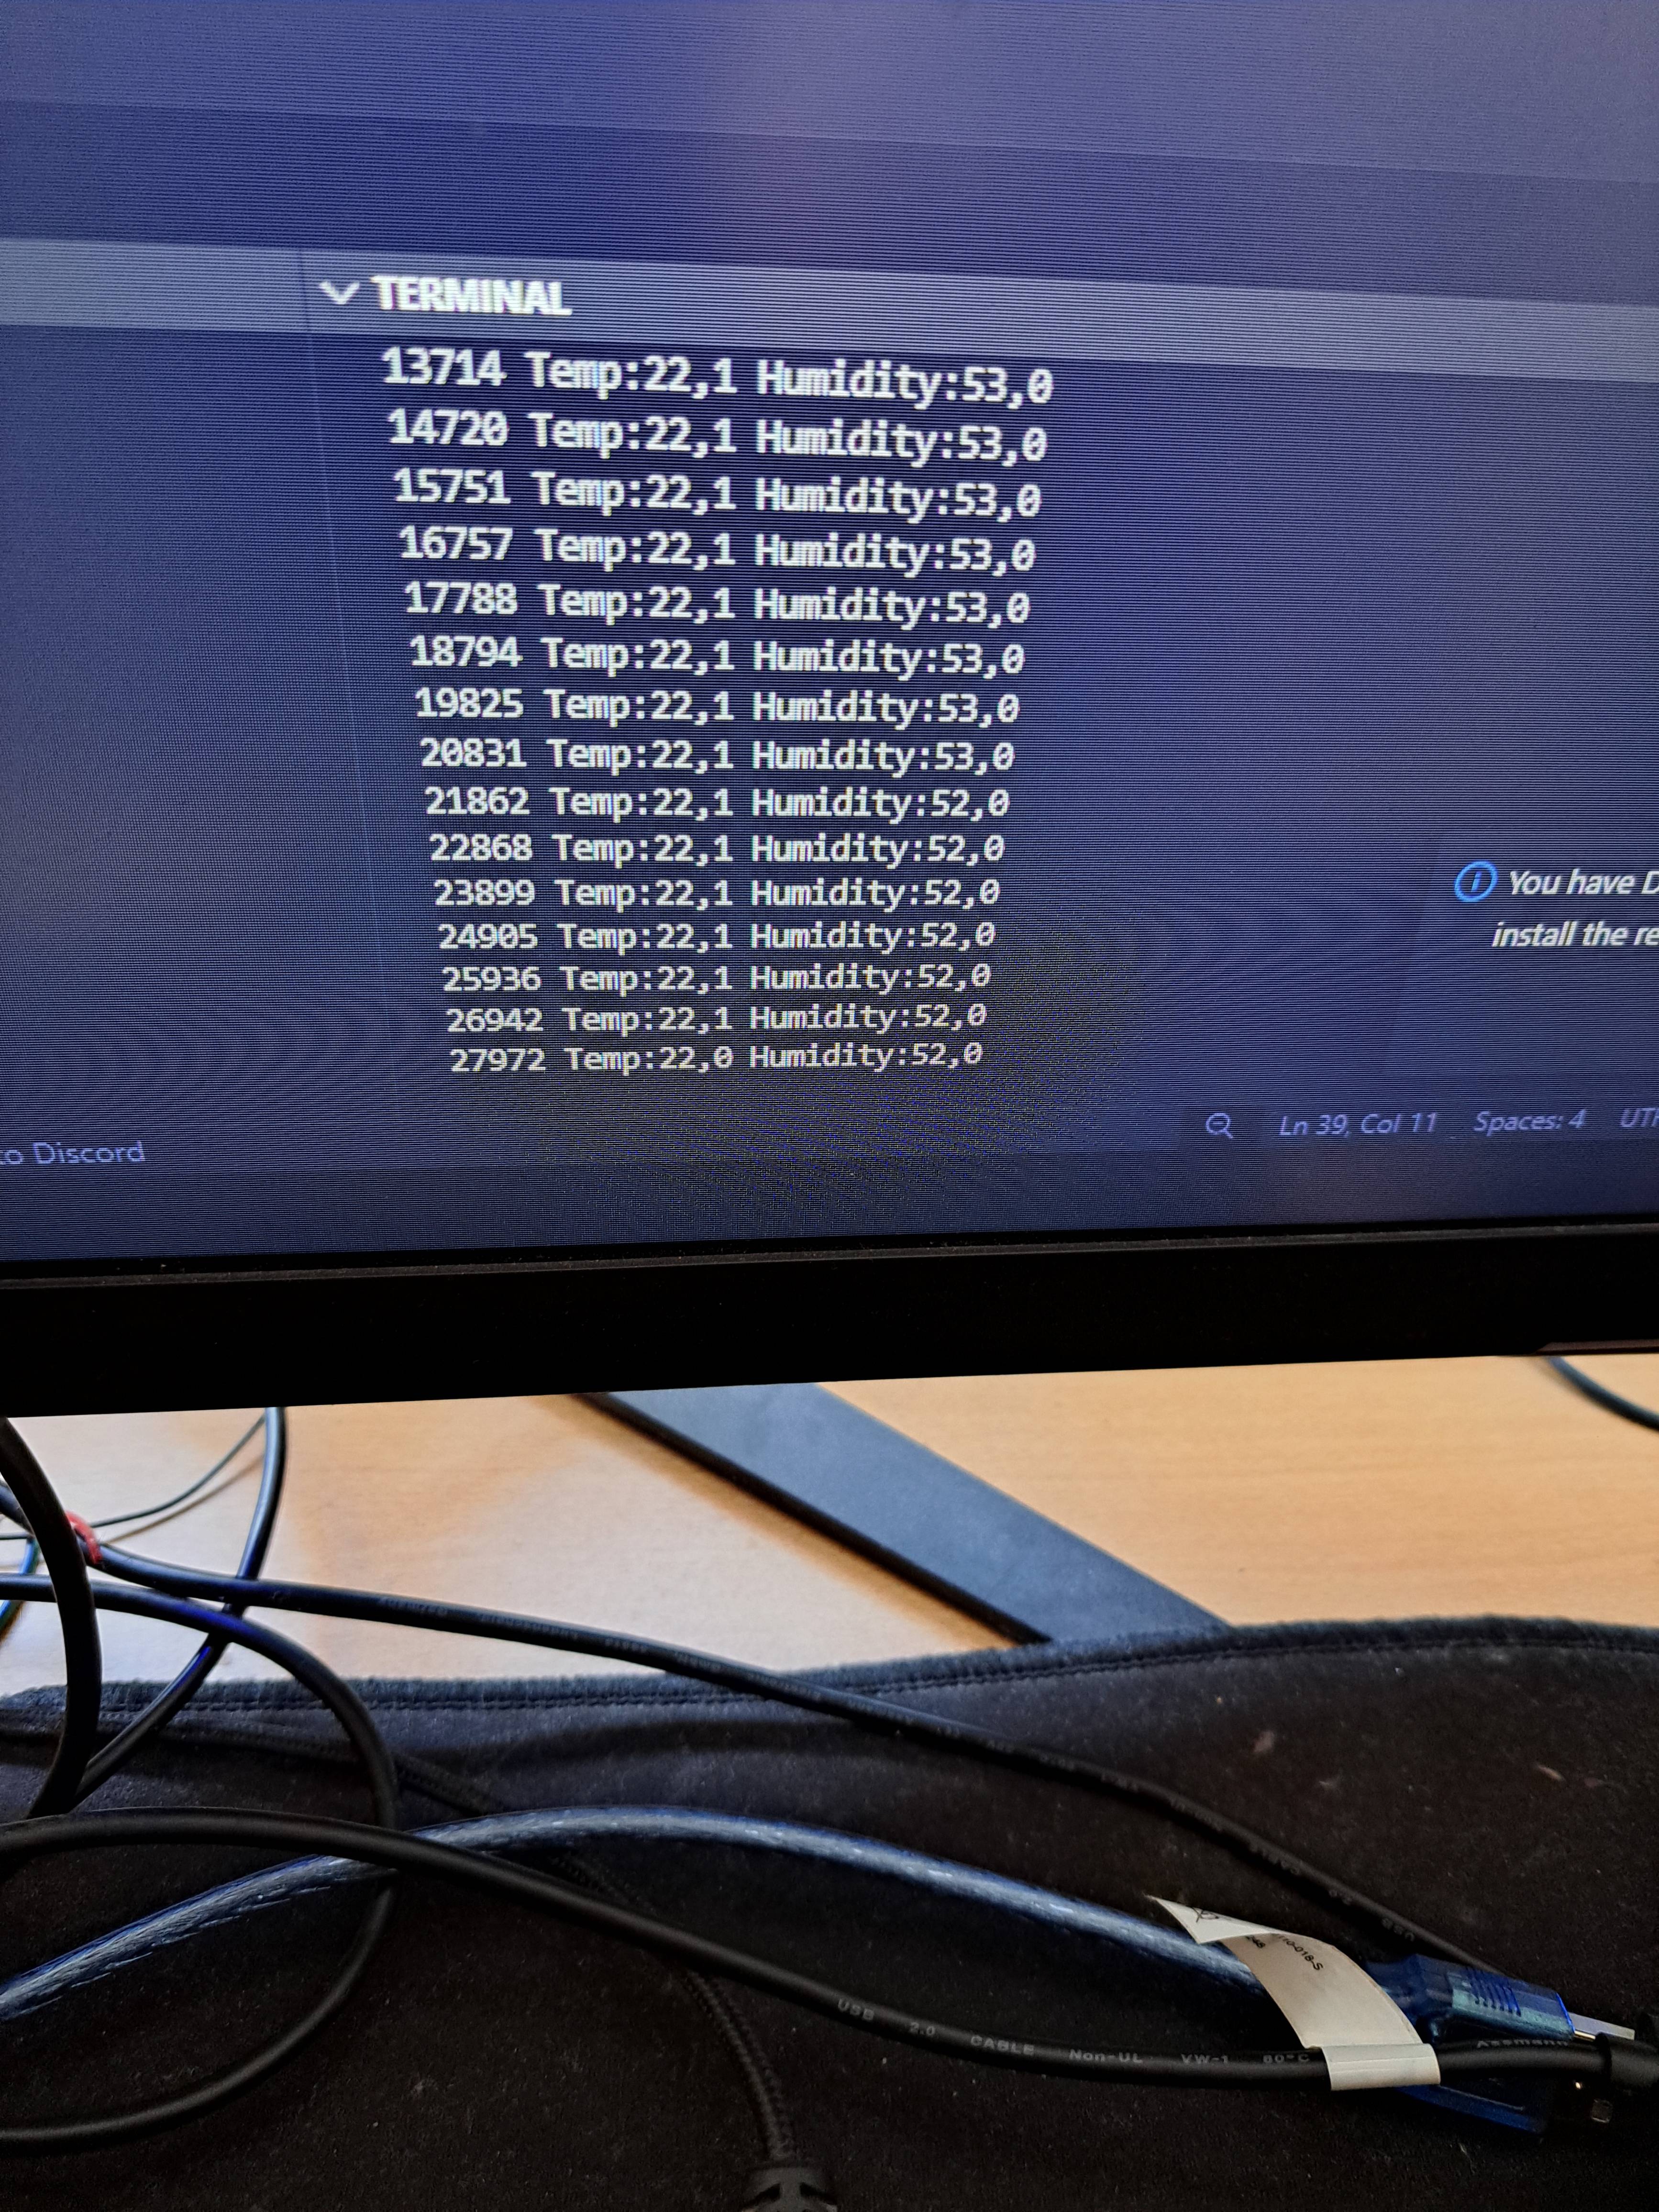 TERMINAL
13714 Temp:22,1 Humidity:53,0
14720 Temp:22,1 Humidity:53,0
15751 Temp:22,1 Humidity:53,0
16757 Temp:22,1 Humidity:53,0
17788 Temp:22,1 Humidity:53,0
18794 Temp:22,1 Humidity:53,0
19825 Temp:22,1 Humidity:53,0
20831 Temp:22,1 Humidity:53,0
21862 Temp:22,1 Humidity:52,0
22868 Temp:22,1 Humidity:52,0
23899 Temp:22,1 Humidity:52,0
24905 Temp:22,1 Humidity:52,0
25936 Temp:22,1 Humidity:52,0
26942 Temp:22,1 Humidity:52,0
27972 Temp:22,0 Humidity:52,0
You have D
install the re
to Discord
Ln 39, Col 11 Spaces: 4 UTF
USB 2.0 CABLE Non-UL VW-1 80°C
Assmann